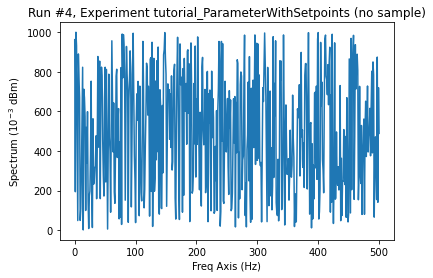 Run #4, Experiment tutorial_ParameterWithSetpoints (no sample)
1000
800
600
400
200
0
Spectrum (10⁻³ dBm)
0 100 200 300 400 500
Freq Axis (Hz)